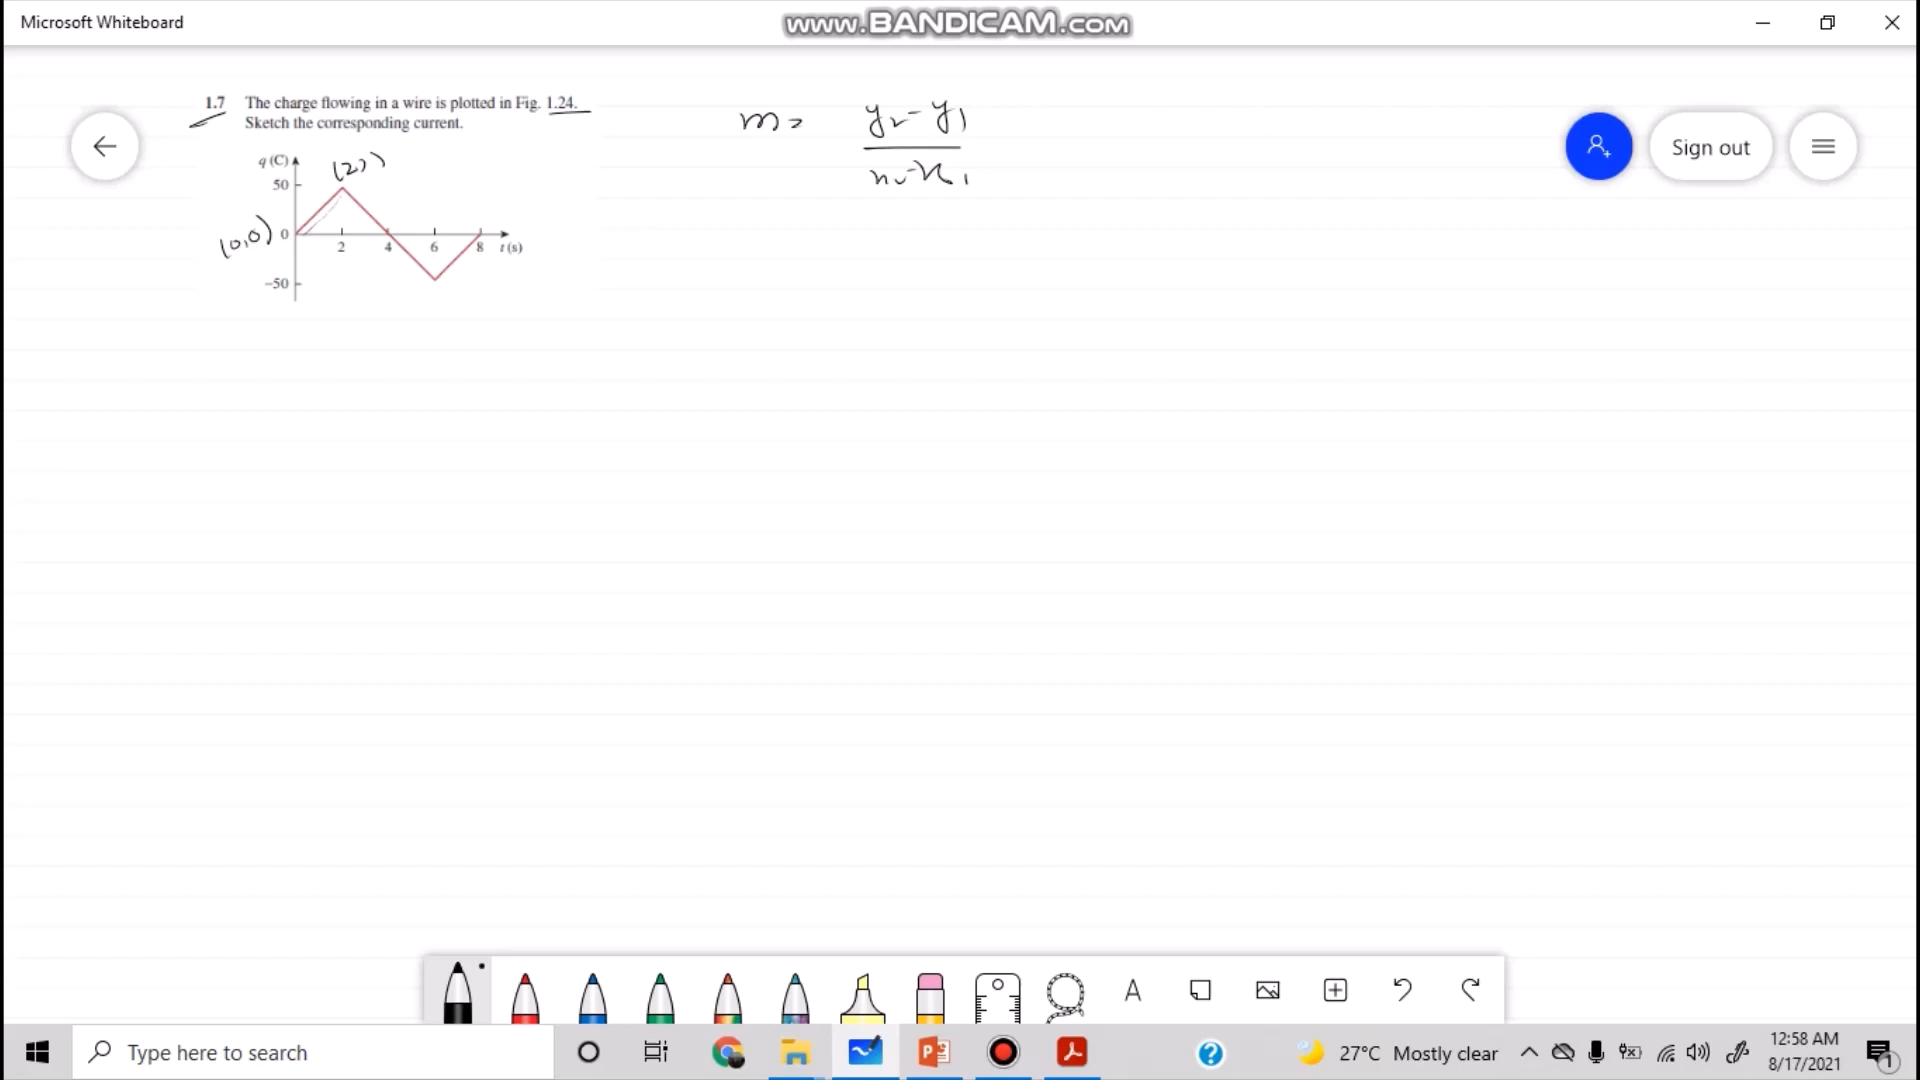 Microsoft Whiteboard
www.BANDICAM.com
1.7 The charge flowing in a wire is plotted in Fig. 1.24.
Sketch the corresponding current.
q (C)
50
0
-50
2 4 6 8 t (s)
(0,0)
m =
y₂-y₁
x₂-x₁
Sign out
A
Type here to search
27°C Mostly clear
12:58 AM
8/17/2021
1